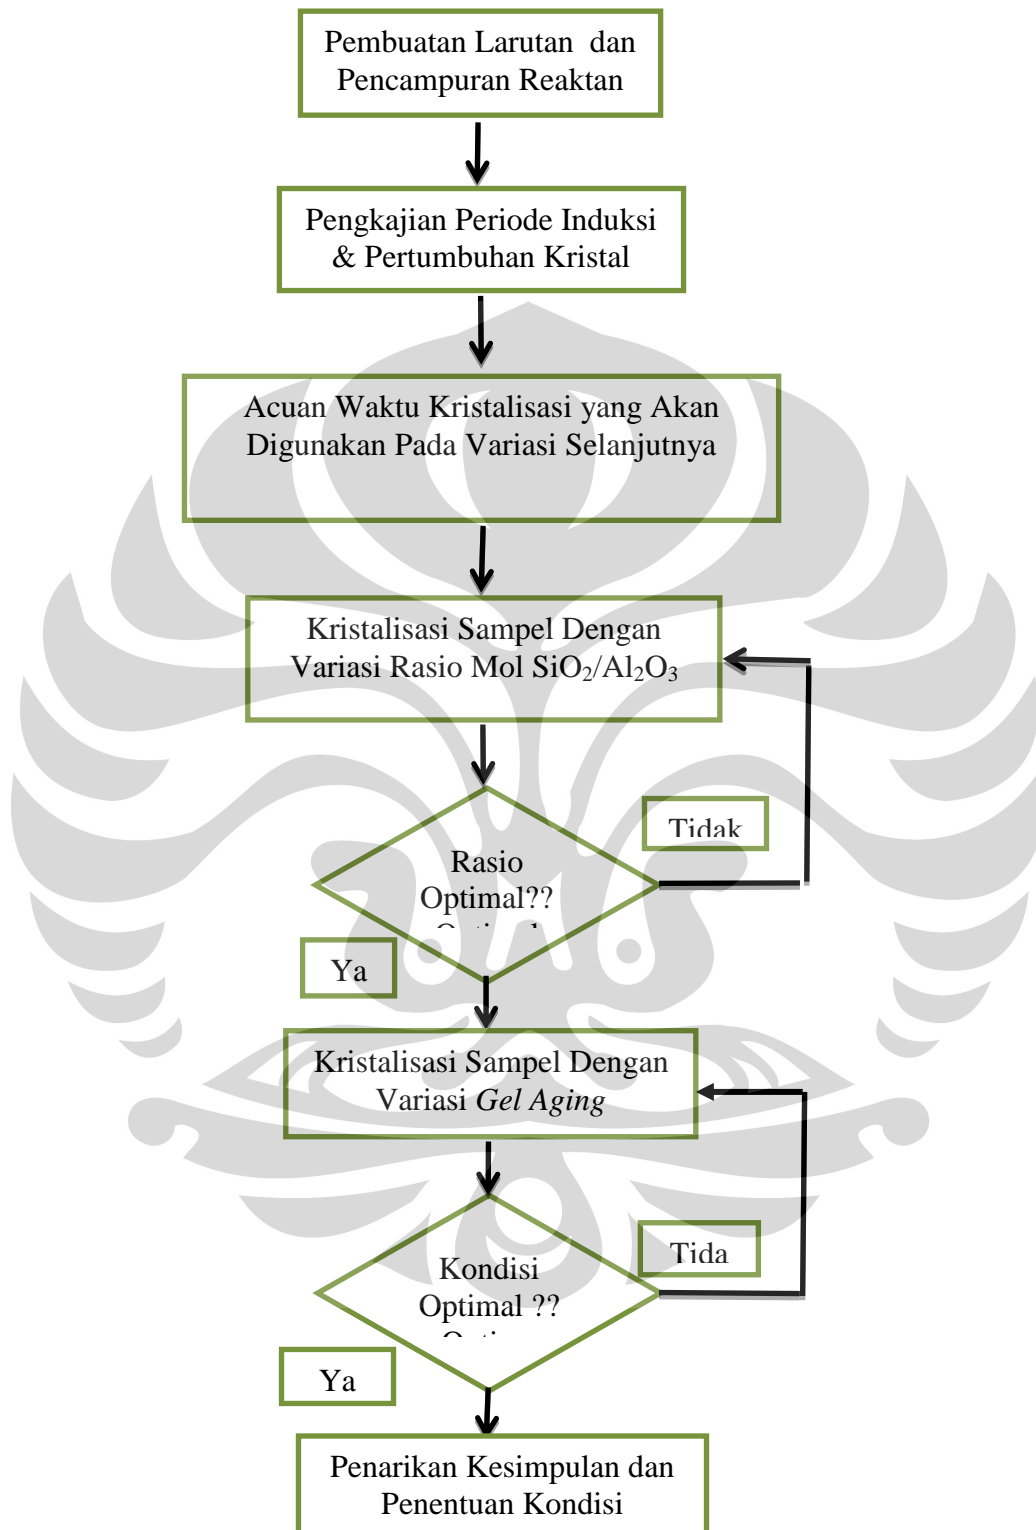 Pembuatan Larutan dan
Pencampuran Reaktan
Pengkajian Periode Induksi
& Pertumbuhan Kristal
Acuan Waktu Kristalisasi yang Akan
Digunakan Pada Variasi Selanjutnya
Kristalisasi Sampel Dengan
Variasi Rasio Mol SiO₂/Al₂O₃
Tidak
Rasio
Optimal??
Ya
Kristalisasi Sampel Dengan
Variasi Gel Aging
Tida
Kondisi
Optimal ??
Ya
Penarikan Kesimpulan dan
Penentuan Kondisi